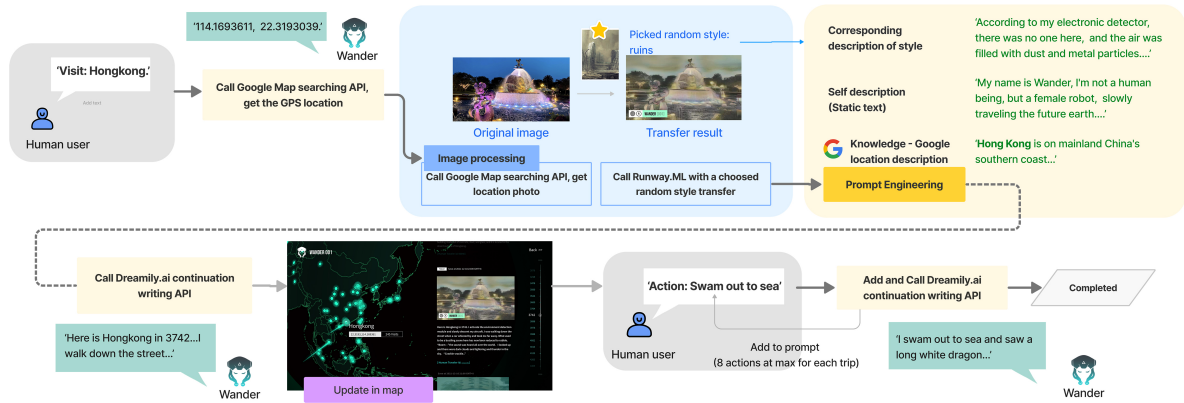 '114.1693611, 22.3193039.'
Wander
'Visit: Hongkong.'
Add text
Human user
Call Google Map searching API,
get the GPS location
Picked random style:
ruins
Original image
Transfer result
Image processing
Call Google Map searching API, get
location photo
Call Runway.ML with a choosed
random style transfer
Corresponding
description of style
'According to my electronic detector,
there was no one here, and the air was
filled with dust and metal particles....'
Self description
(Static text)
'My name is Wander, I'm not a human
being, but a female robot, slowly
traveling the future earth....'
Knowledge - Google
location description
'Hong Kong is on mainland China's
southern coast...'
Prompt Engineering
Call Dreamily.ai continuation
writing API
'Here is Hongkong in 3742...I
walk down the street...'
Wander
WANDER 001
Back
Hongkong
Update in map
'Action: Swam out to sea'
Human user
Add to prompt
(8 actions at max for each trip)
Add and Call Dreamily.ai
continuation writing API
Completed
'I swam out to sea and saw a
long white dragon...'
Wander